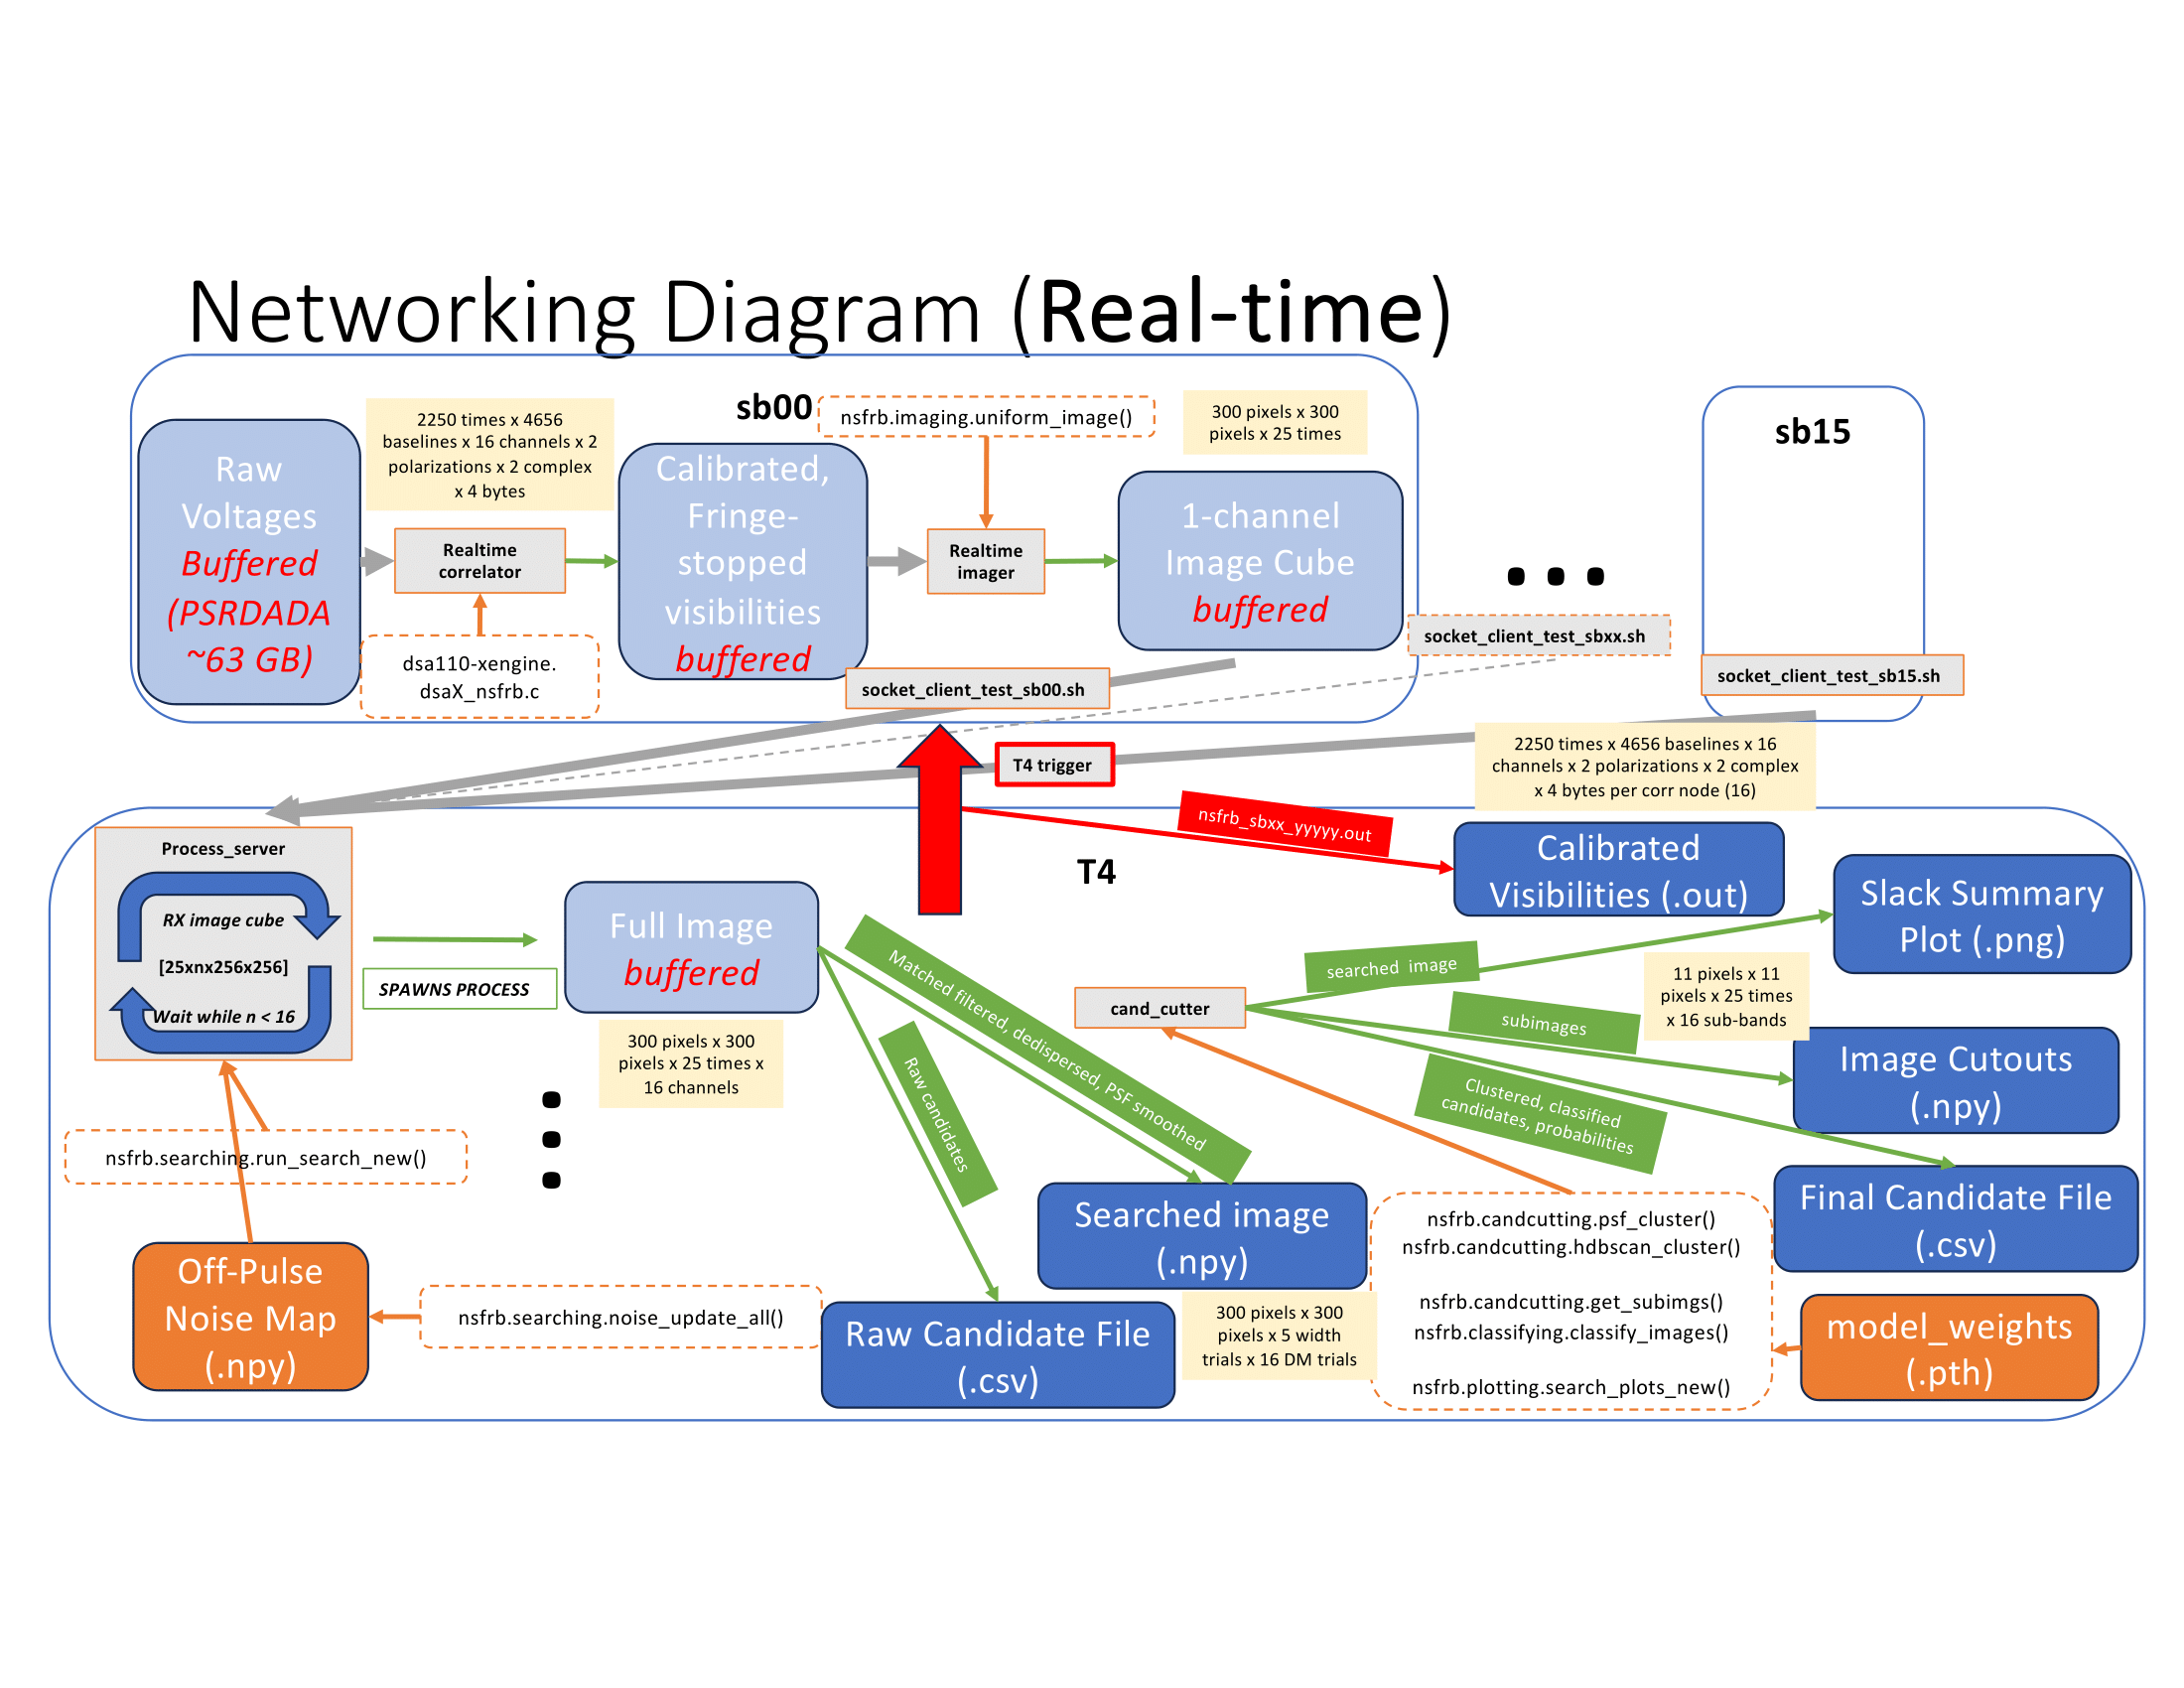 Networking Diagram (Real-time)
sb00
Raw
Voltages
Buffered
(PSRDADA
~63 GB)
2250 times x 4656
baselines x 16 channels x 2
polarizations x 2 complex
x 4 bytes
Realtime
correlator
dsa110-xengine.
dsaX_nsfrb.c
Calibrated,
Fringe-
stopped
visibilities
buffered
nsfrb.imaging.uniform_image()
Realtime
imager
300 pixels x 300
pixels x 25 times
1-channel
Image Cube
buffered
socket_client_test_sb00.sh
socket_client_test_sbxx.sh
sb15
socket_client_test_sb15.sh
T4 trigger
2250 times x 4656 baselines x 16
channels x 2 polarizations x 2 complex
x 4 bytes per corr node (16)
Process_server
RX image cube
[25xnx256x256]
Wait while n < 16
SPAWNS PROCESS
Full Image
buffered
300 pixels x 300
pixels x 25 times x
16 channels
T4
nsfrb_sbxx_yyyyy.out
Calibrated
Visibilities (.out)
Slack Summary
Plot (.png)
searched image
cand_cutter
subimages
11 pixels x 11
pixels x 25 times
x 16 sub-bands
Image Cutouts
(.npy)
Clustered, classified
candidates, probabilities
Matched filtered, dedispersed, PSF smoothed
Raw candidates
nsfrb.searching.run_search_new()
Off-Pulse
Noise Map
(.npy)
nsfrb.searching.noise_update_all()
Searched image
(.npy)
Raw Candidate File
(.csv)
300 pixels x 300
pixels x 5 width
trials x 16 DM trials
nsfrb.candcutting.psf_cluster()
nsfrb.candcutting.hdbscan_cluster()
nsfrb.candcutting.get_subimgs()
nsfrb.classifying.classify_images()
nsfrb.plotting.search_plots_new()
Final Candidate File
(.csv)
model_weights
(.pth)